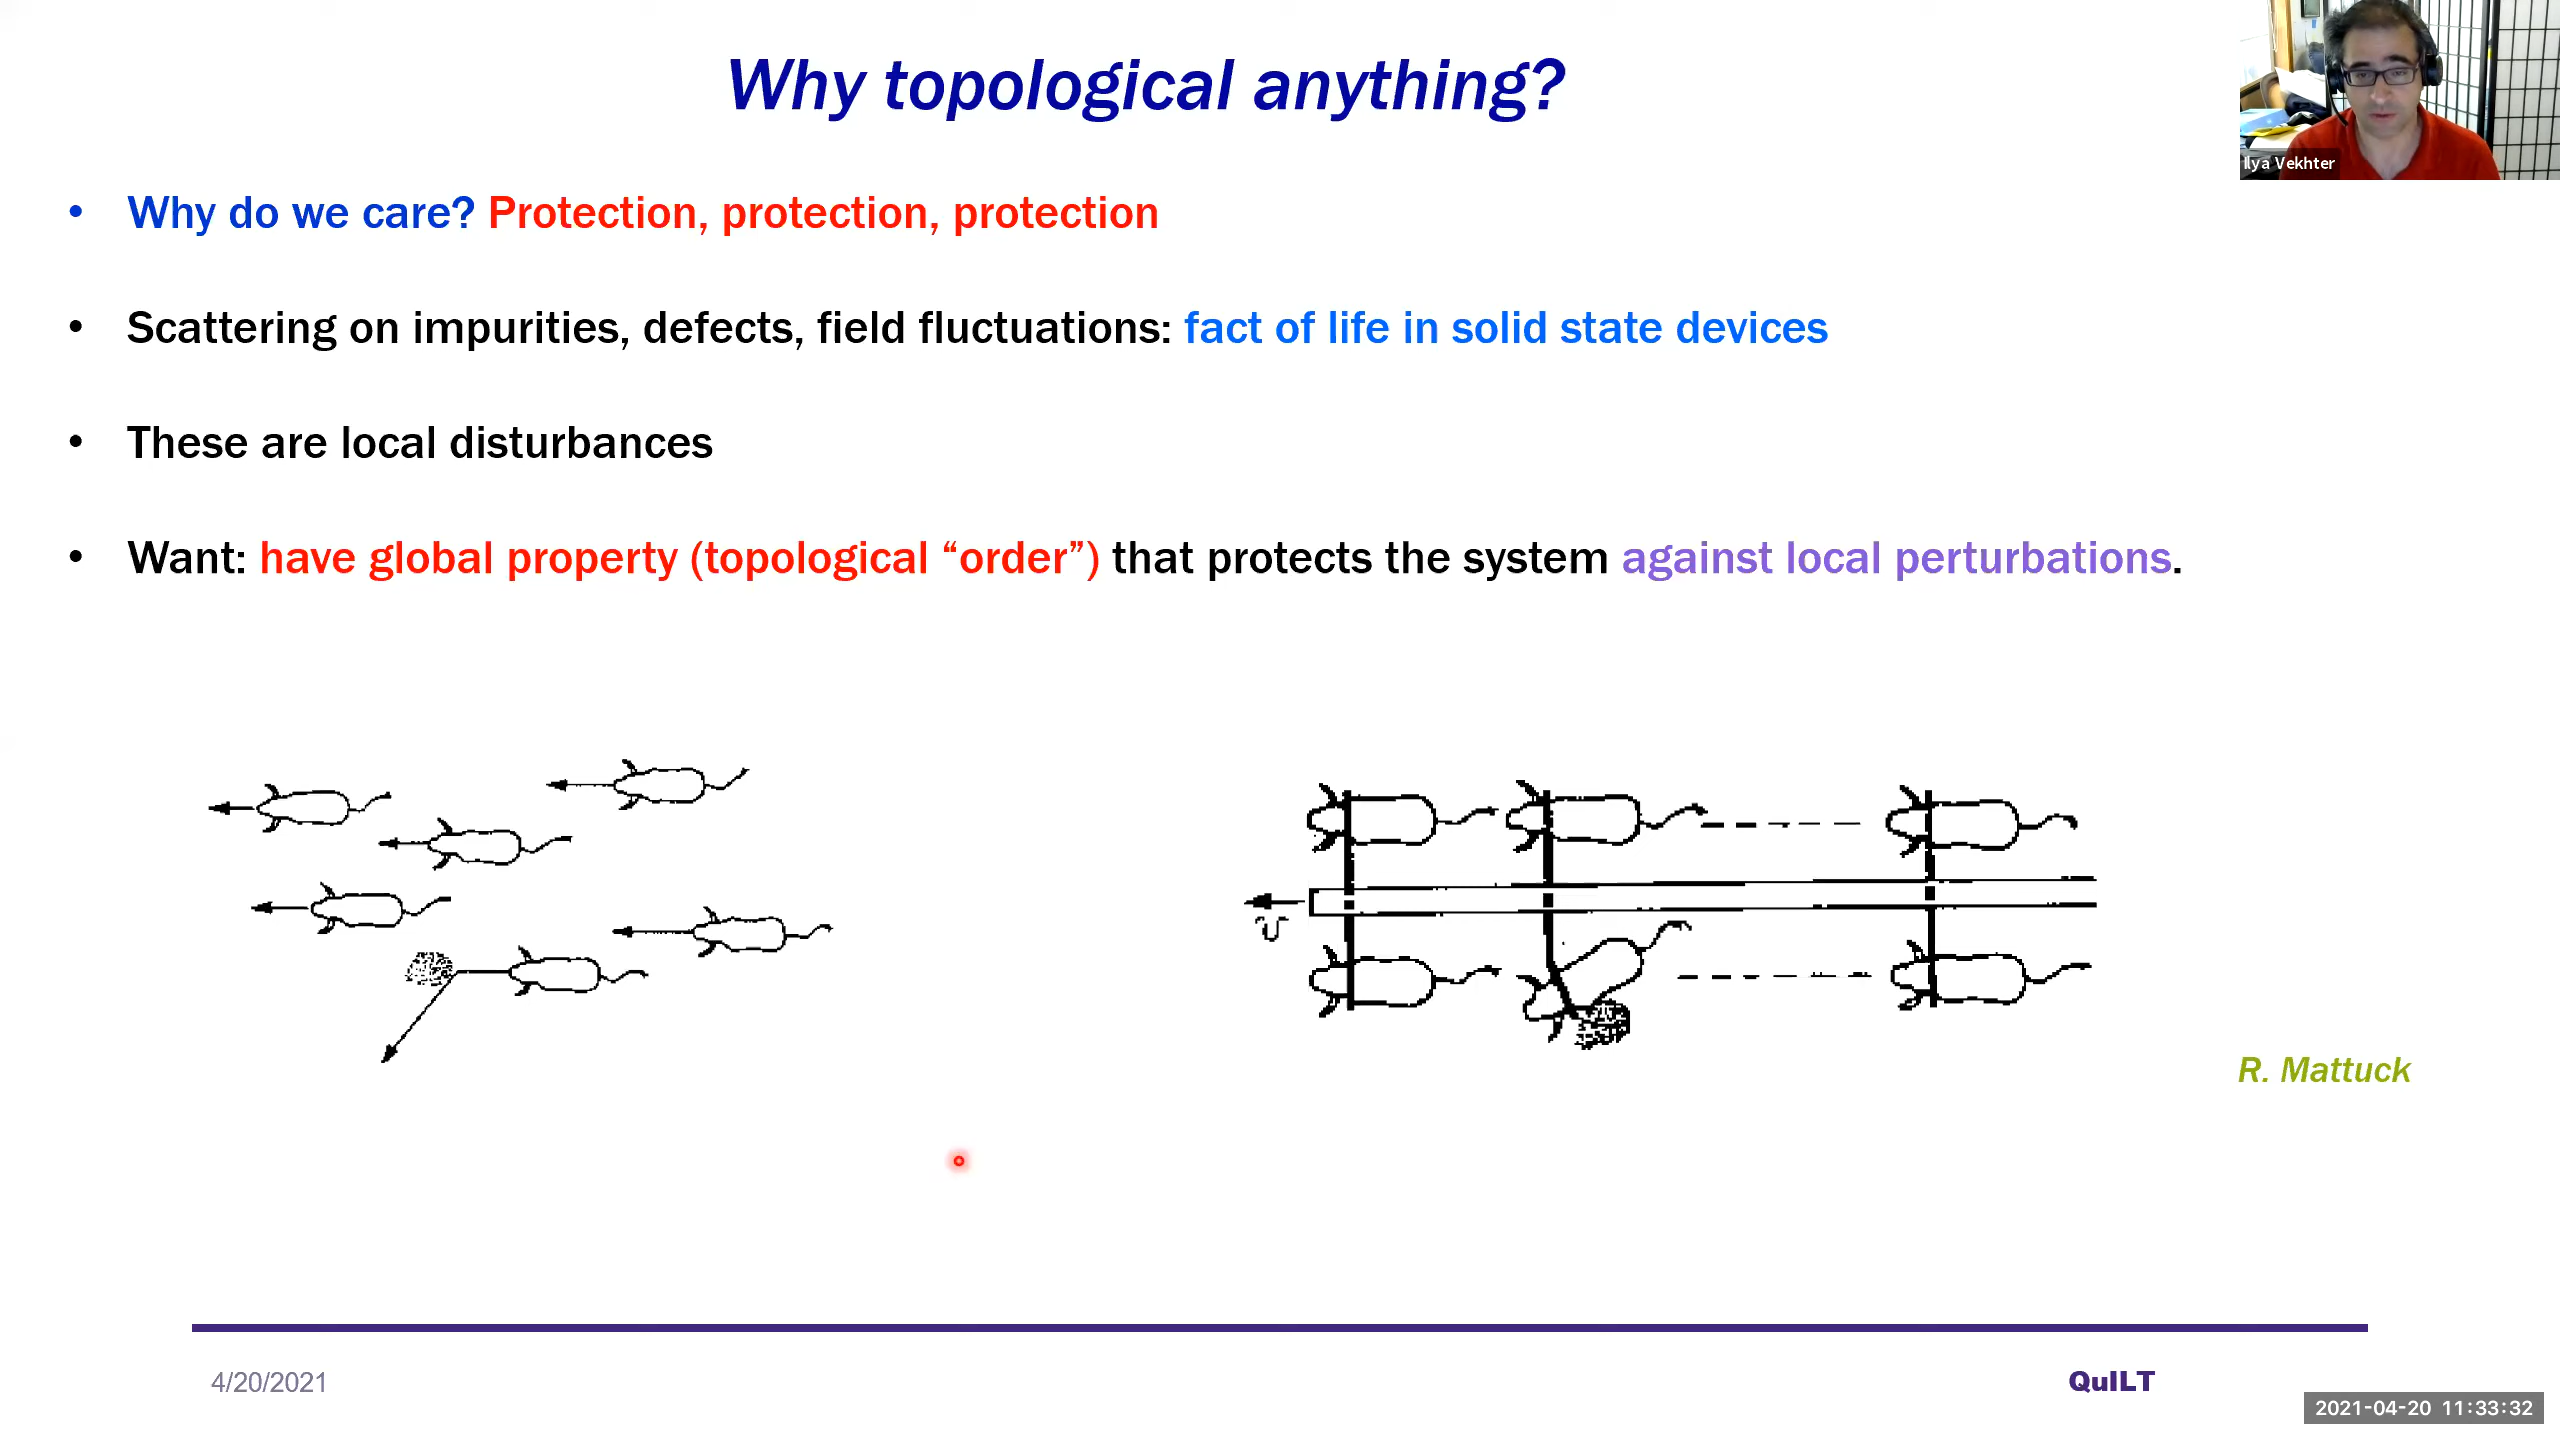 Why topological anything?
Ilya Vekhter
• Why do we care? Protection, protection, protection
• Scattering on impurities, defects, field fluctuations: fact of life in solid state devices
• These are local disturbances
• Want: have global property (topological “order”) that protects the system against local perturbations.
υ
R. Mattuck
4/20/2021
QuILT
2021-04-20 11:33:32